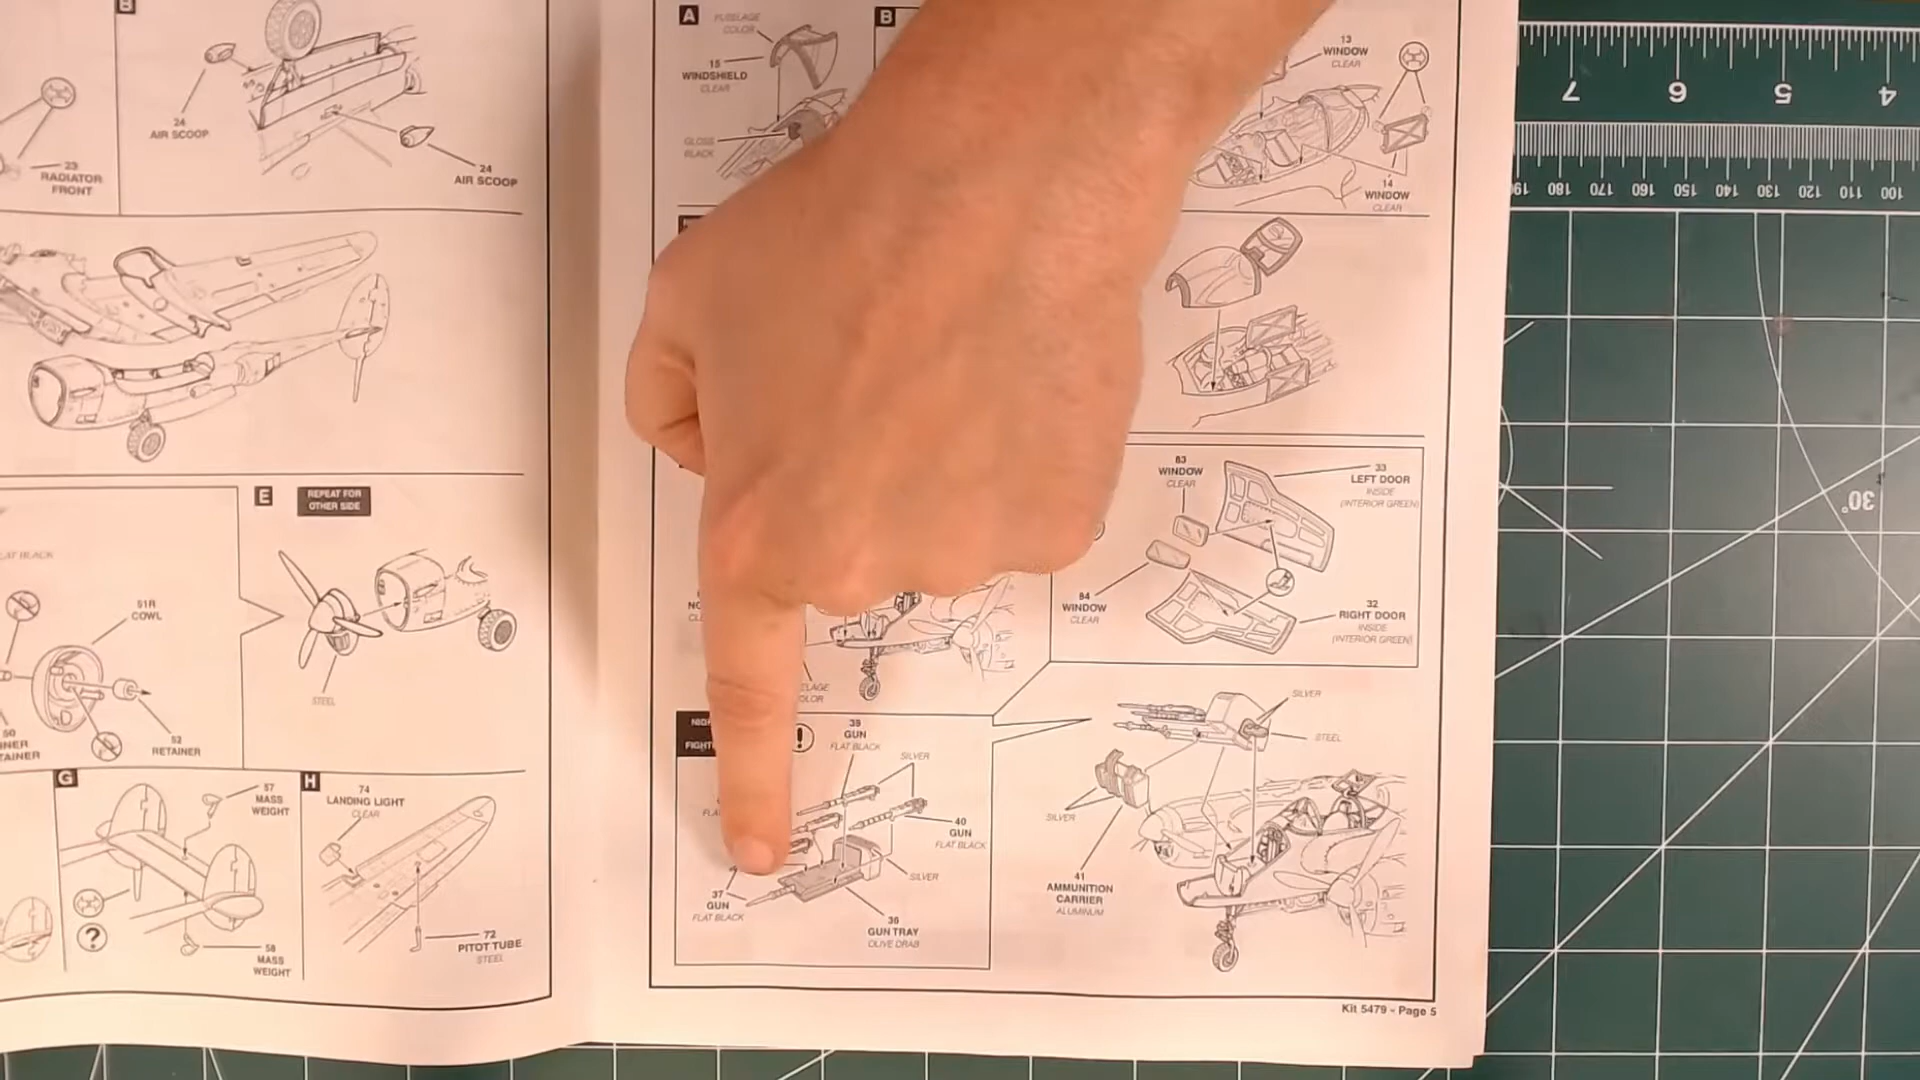 B
24
AIR SCOOP
24
AIR SCOOP
23
RADIATOR
FRONT
E
REPEAT FOR
OTHER SIDE
STEEL
51R
COWL
52
RETAINER
G
57
MASS
WEIGHT
58
MASS
WEIGHT
?
H
74
LANDING LIGHT
CLEAR
72
PITOT TUBE
STEEL
A
FUSELAGE
COLOR
15
WINDSHIELD
CLEAR
GLOSS
BLACK
B
13
WINDOW
CLEAR
14
WINDOW
CLEAR
83
WINDOW
CLEAR
84
WINDOW
CLEAR
33
LEFT DOOR
INSIDE
(INTERIOR GREEN)
32
RIGHT DOOR
INSIDE
(INTERIOR GREEN)
!
39
GUN
FLAT BLACK
SILVER
40
GUN
FLAT BLACK
SILVER
37
GUN
FLAT BLACK
36
GUN TRAY
OLIVE DRAB
SILVER
STEEL
SILVER
41
AMMUNITION
CARRIER
ALUMINUM
Kit 5479 - Page 5
7 6 5 4
190 180 170 160 150 140 130 120 110 100
30°